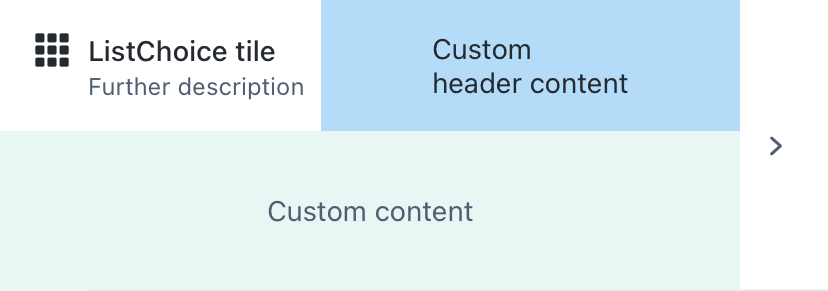 ListChoice tile
Further description
Custom
header content
Custom content